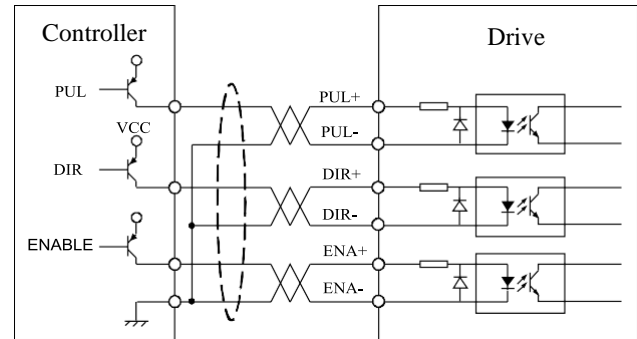 Controller
Drive
PUL
PUL+
VCC
PUL-
DIR
DIR+
DIR-
ENABLE
ENA+
ENA-